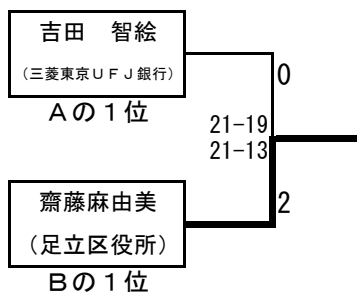 吉田 智絵
（三菱東京ＵＦＪ銀行）
Ａの１位
0
21-19
21-13
齋藤麻由美
（足立区役所）
2
Ｂの１位